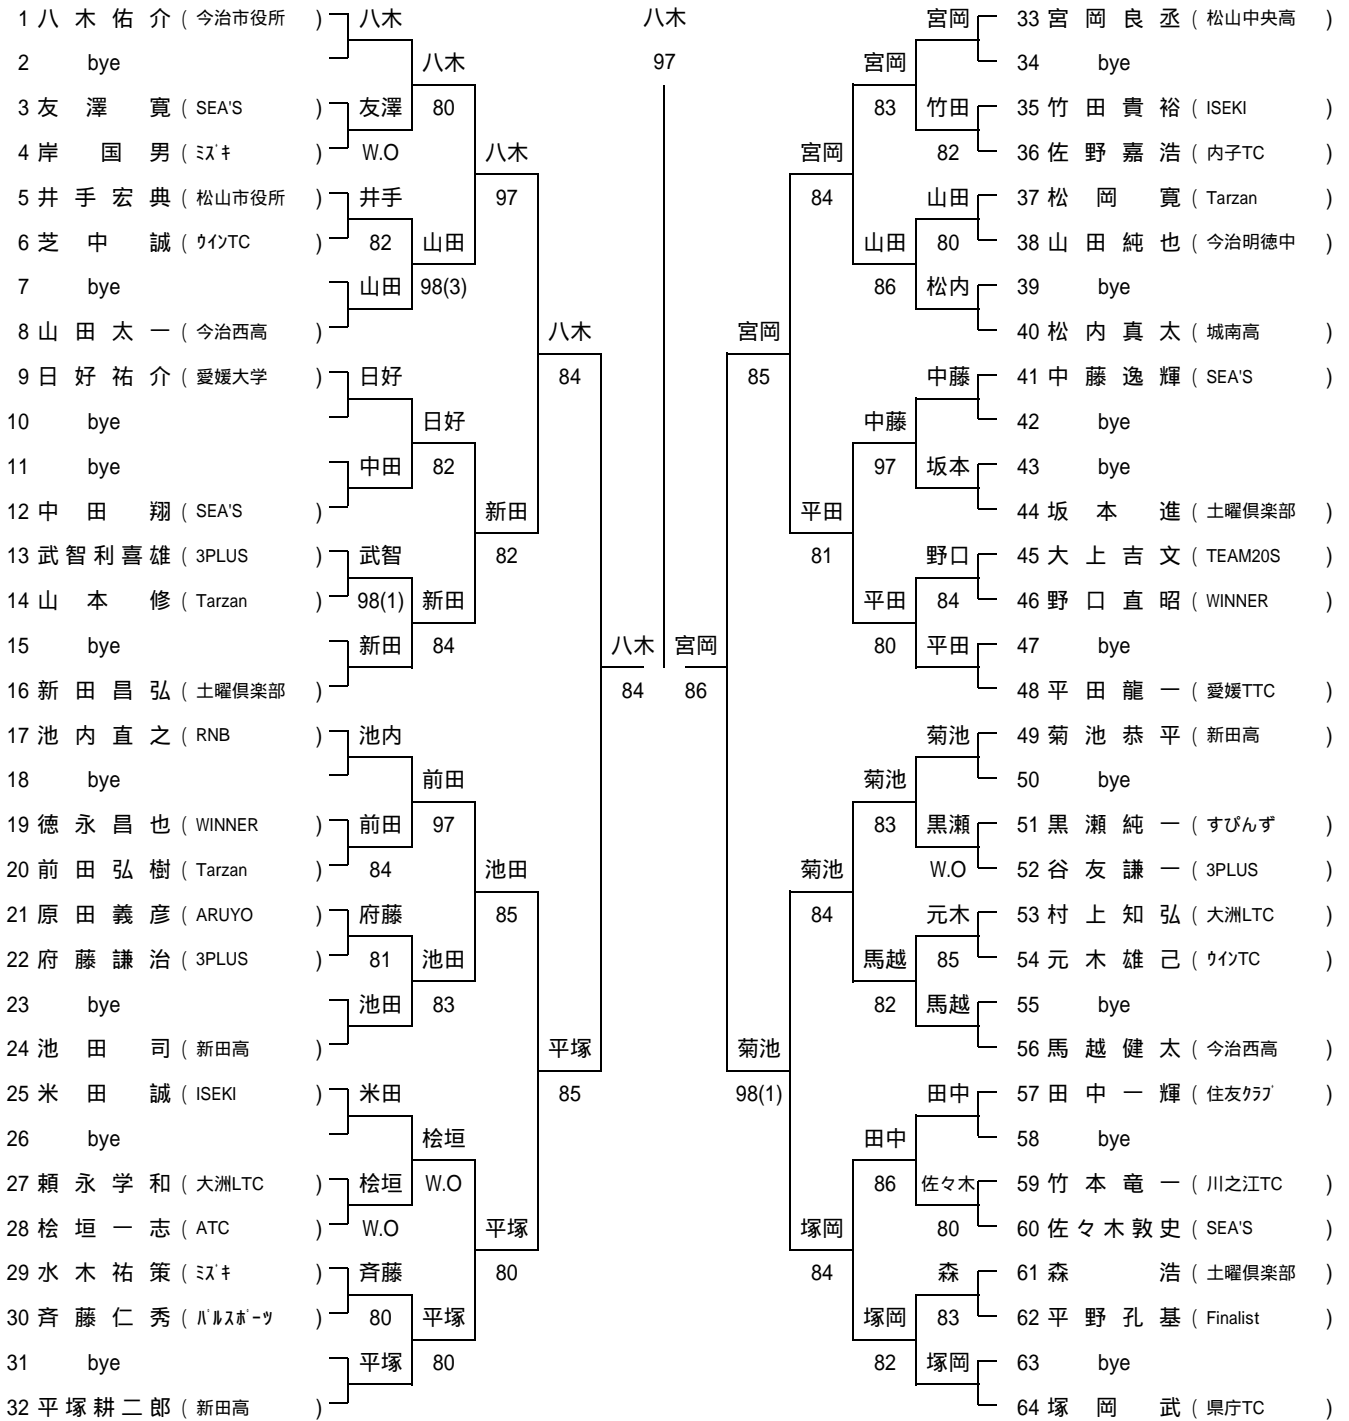 1 八木佑介 ( 今治市役所 ) 八木 八木 宮岡 33 宮岡良丞 ( 松山中央高 )
2 bye 八木 97 宮岡 34 bye
3 友澤寛 ( SEA'S ) 友澤 80 83 竹田 35 竹田貴裕 ( ISEKI )
4 岸国男 ( ミズキ ) W.O 八木 宮岡 82 36 佐野嘉浩 ( 内子TC )
5 井手宏典 ( 松山市役所 ) 井手 97 84 山田 37 松岡寛 ( Tarzan )
6 芝中誠 ( ウインTC ) 82 山田 山田 80 38 山田純也 ( 今治明徳中 )
7 bye 山田 98(3) 86 松内 39 bye
8 山田太一 ( 今治西高 ) 八木 宮岡 40 松内真太 ( 城南高 )
9 日好祐介 ( 愛媛大学 ) 日好 84 85 中藤 41 中藤逸輝 ( SEA'S )
10 bye 日好 中藤 42 bye
11 bye 中田 82 97 坂本 43 bye
12 中田翔 ( SEA'S ) 新田 平田 44 坂本進 ( 土曜倶楽部 )
13 武智利喜雄 ( 3PLUS ) 武智 82 81 野口 45 大上吉文 ( TEAM20S )
14 山本修 ( Tarzan ) 98(1) 新田 平田 84 46 野口直昭 ( WINNER )
15 bye 新田 84 八木 宮岡 80 平田 47 bye
16 新田昌弘 ( 土曜倶楽部 ) 84 86 48 平田龍一 ( 愛媛TTC )
17 池内直之 ( RNB ) 池内 菊池 49 菊池恭平 ( 新田高 )
18 bye 前田 菊池 50 bye
19 徳永昌也 ( WINNER ) 前田 97 83 黒瀬 51 黒瀬純一 ( すぴんず )
20 前田弘樹 ( Tarzan ) 84 池田 菊池 W.O 52 谷友謙一 ( 3PLUS )
21 原田義彦 ( ARUYO ) 府藤 85 84 元木 53 村上知弘 ( 大洲LTC )
22 府藤謙治 ( 3PLUS ) 81 池田 馬越 85 54 元木雄己 ( ウインTC )
23 bye 池田 83 82 馬越 55 bye
24 池田司 ( 新田高 ) 平塚 菊池 56 馬越健太 ( 今治西高 )
25 米田誠 ( ISEKI ) 米田 85 98(1) 田中 57 田中一輝 ( 住友クラブ )
26 bye 桧垣 田中 58 bye
27 頼永学和 ( 大洲LTC ) 桧垣 W.O 86 佐々木 59 竹本竜一 ( 川之江TC )
28 桧垣一志 ( ATC ) W.O 平塚 塚岡 80 60 佐々木敦史 ( SEA'S )
29 水木祐策 ( ミズキ ) 斉藤 80 84 森 61 森浩 ( 土曜倶楽部 )
30 斉藤仁秀 ( パルスポーツ ) 80 平塚 塚岡 83 62 平野孔基 ( Finalist )
31 bye 平塚 80 82 塚岡 63 bye
32 平塚耕二郎 ( 新田高 ) 64 塚岡武 ( 県庁TC )